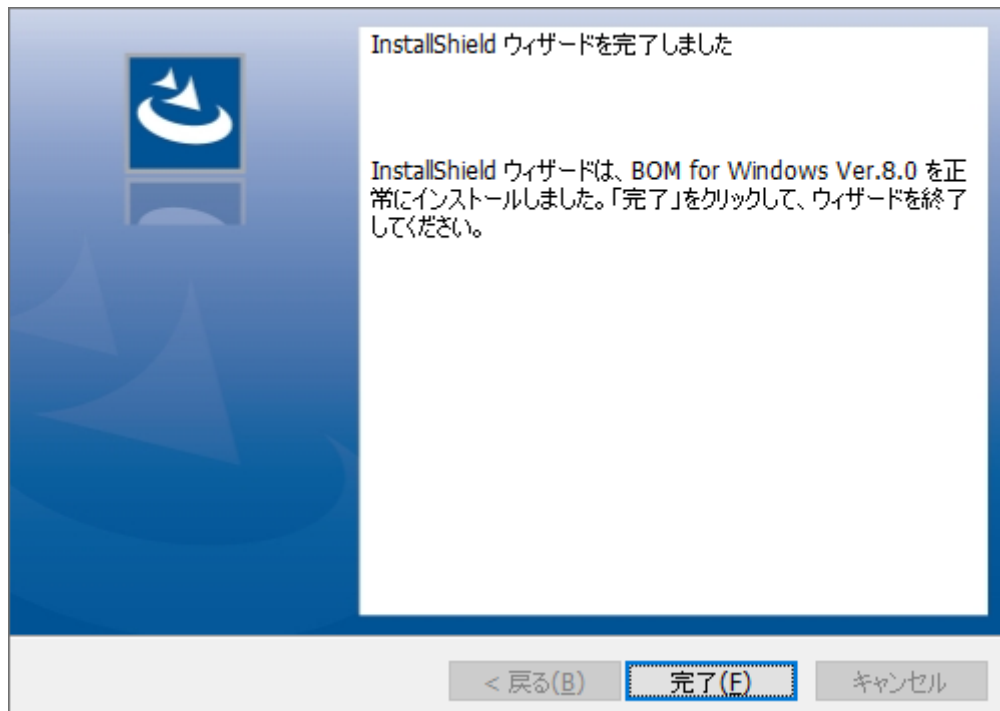 InstallShield ウィザードを完了しました
InstallShield ウィザードは、BOM for Windows Ver.8.0 を正
常にインストールしました。「完了」をクリックして、ウィザードを終了
してください。
< 戻る(B)
完了(F)
キャンセル